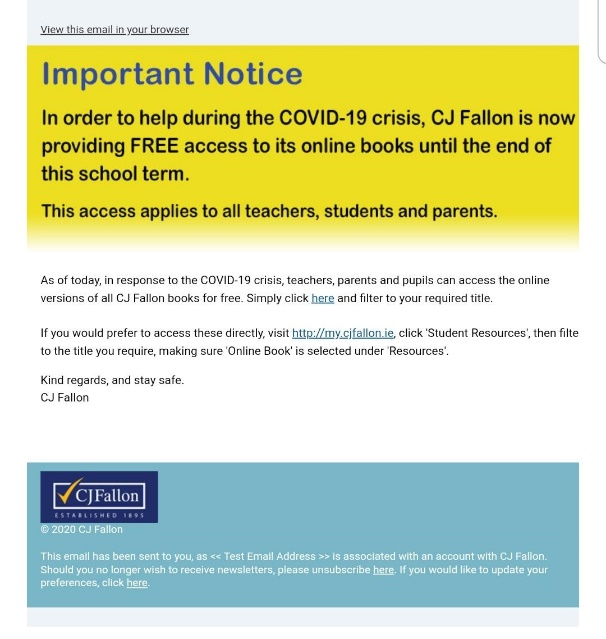 View this email in your browser
Important Notice
In order to help during the COVID-19 crisis, CJ Fallon is now
providing FREE access to its online books until the end of
this school term.
This access applies to all teachers, students and parents.
As of today, in response to the COVID-19 crisis, teachers, parents and pupils can access the online
versions of all CJ Fallon books for free. Simply click here and filter to your required title.
If you would prefer to access these directly, visit http://my.cjfallon.ie, click 'Student Resources', then filte
to the title you require, making sure 'Online Book' is selected under 'Resources'.
Kind regards, and stay safe.
CJ Fallon
CJFallon
ESTABLISHED 1895
© 2020 CJ Fallon
This email has been sent to you, as << Test Email Address >> is associated with an account with CJ Fallon.
Should you no longer wish to receive newsletters, please unsubscribe here. If you would like to update your
preferences, click here.